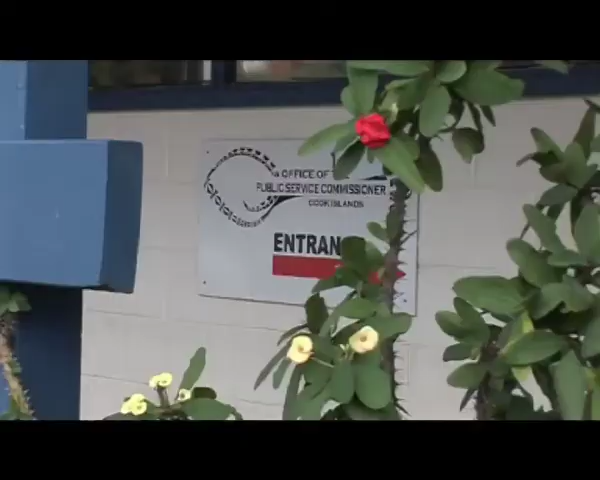 OFFICE OF T
PUBLIC SERVICE COMMISSIONER
COOK ISLANDS
ENTRAN